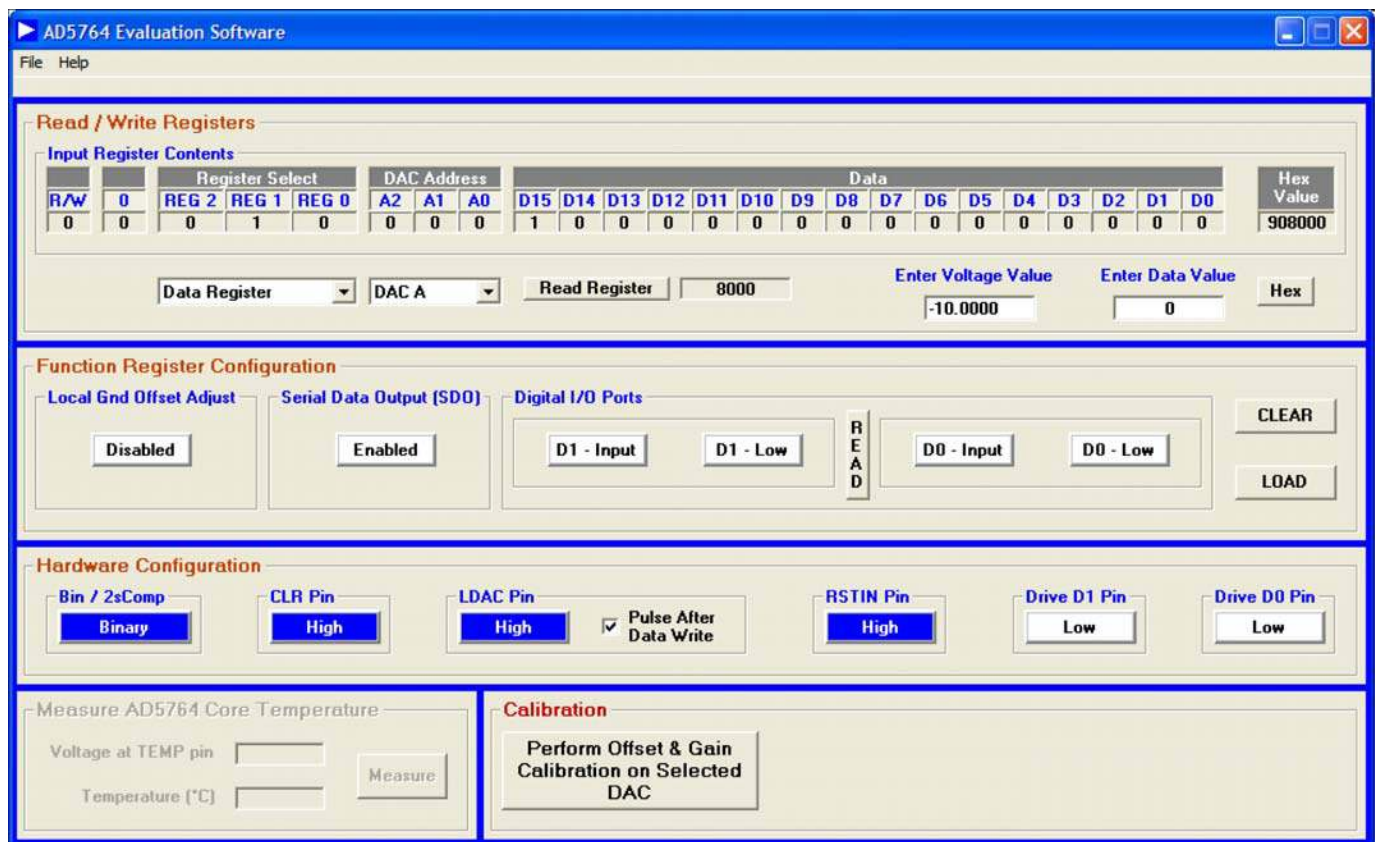 AD5764 Evaluation Software
File Help
Read / Write Registers
Input Register Contents
Register Select DAC Address Data Hex Value
R/W 0 REG 2 REG 1 REG 0 A2 A1 A0 D15 D14 D13 D12 D11 D10 D9 D8 D7 D6 D5 D4 D3 D2 D1 D0
0 0 0 1 0 0 0 0 1 0 0 0 0 0 0 0 0 0 0 0 0 0 0 0 908000
Enter Voltage Value Enter Data Value
Data Register DAC A Read Register 8000 -10.0000 0 Hex
Function Register Configuration
Local Gnd Offset Adjust Serial Data Output (SDO) Digital I/O Ports
Disabled Enabled D1 - Input D1 - Low READ D0 - Input D0 - Low
CLEAR
LOAD
Hardware Configuration
Bin / 2sComp CLR Pin LDAC Pin RSTIN Pin Drive D1 Pin Drive D0 Pin
Binary High High Pulse After Data Write High Low Low
Measure AD5764 Core Temperature
Voltage at TEMP pin
Temperature (°C)
Measure
Calibration
Perform Offset & Gain
Calibration on Selected
DAC